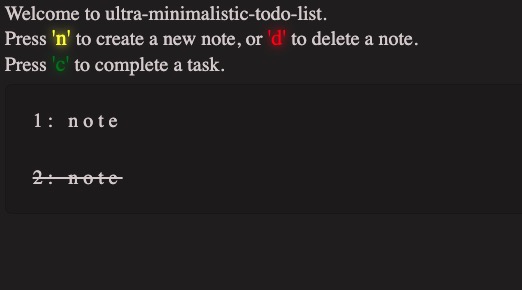 Welcome to ultra-minimalistic-todo-list.
Press 'n' to create a new note, or 'd' to delete a note.
Press 'c' to complete a task.
1: note
2: note